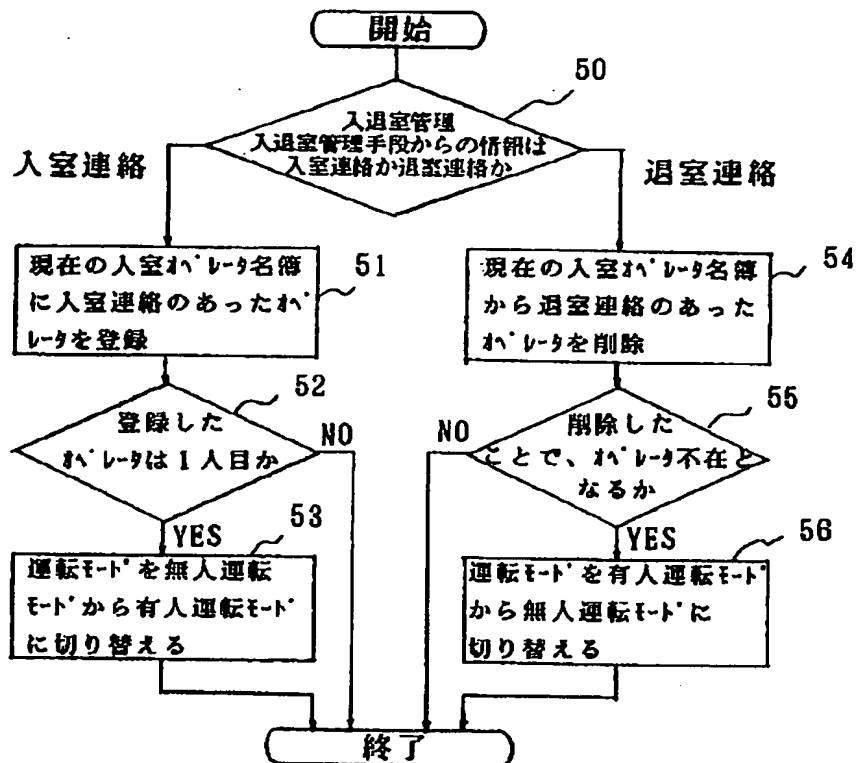 開始
50
入退室管理
入退室管理手段からの情報は
入室連絡か退室連絡か
入室連絡
退室連絡
現在の入室ｵﾍﾟﾚｰﾀ名簿
に入室連絡のあったｵﾍﾟ
ﾚｰﾀを登録
51
現在の入室ｵﾍﾟﾚｰﾀ名簿
から退室連絡のあった
ｵﾍﾟﾚｰﾀを削除
54
登録した
ｵﾍﾟﾚｰﾀは１人目か
52
NO
YES
削除した
ことで、ｵﾍﾟﾚｰﾀ不在と
なるか
55
NO
YES
運転ﾓｰﾄﾞを無人運転
ﾓｰﾄﾞから有人運転ﾓｰﾄﾞ
に切り替える
53
運転ﾓｰﾄﾞを有人運転ﾓｰﾄﾞ
から無人運転ﾓｰﾄﾞに
切り替える
56
終了